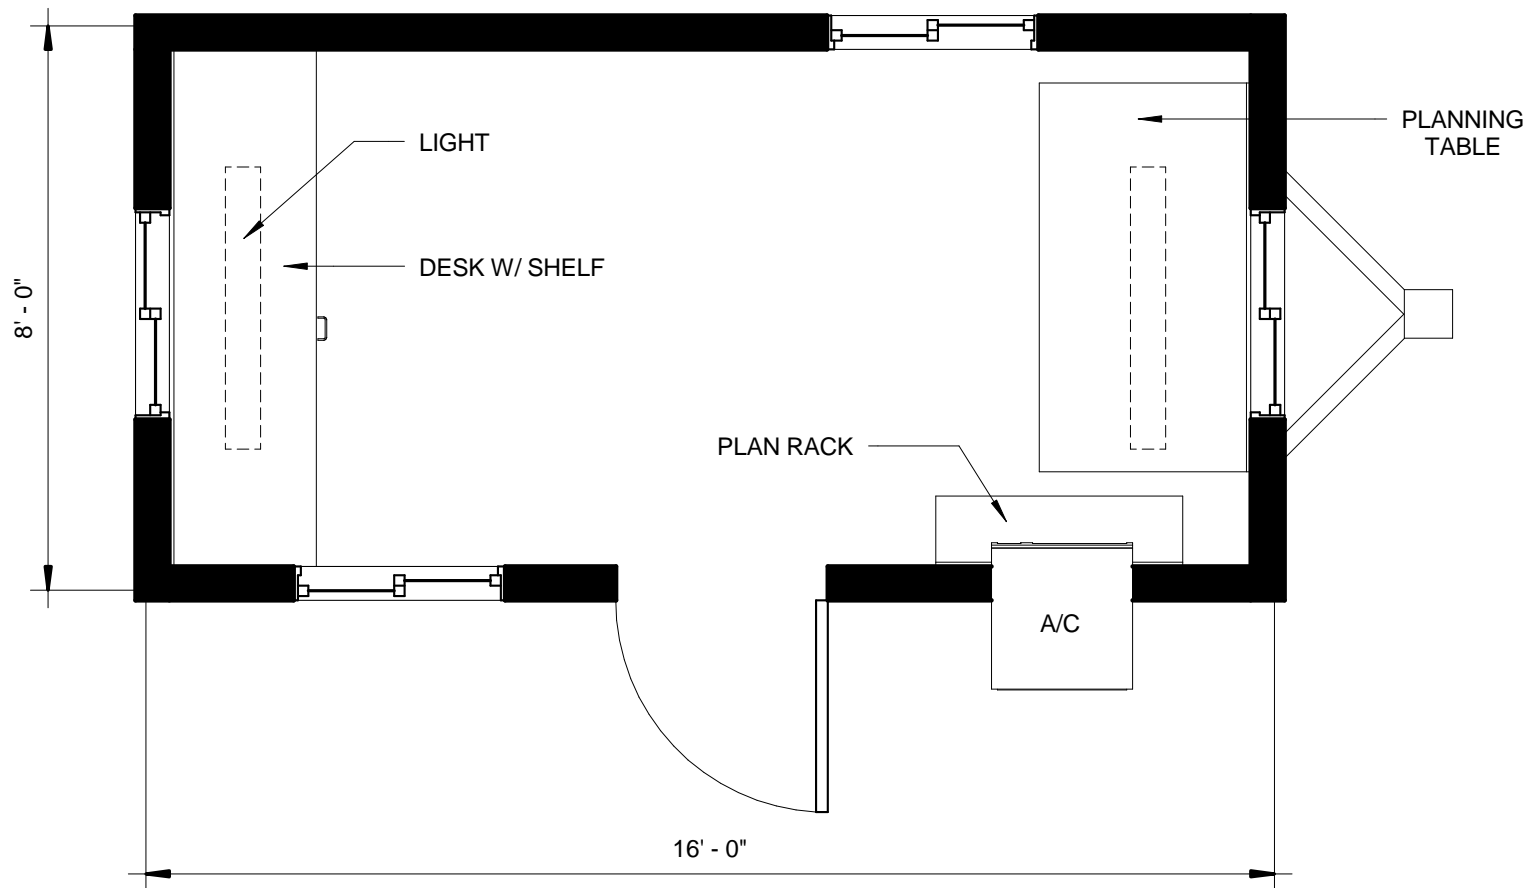 LIGHT
PLANNING
TABLE
DESK W/ SHELF
8' - 0"
PLAN RACK
A/C
16' - 0"